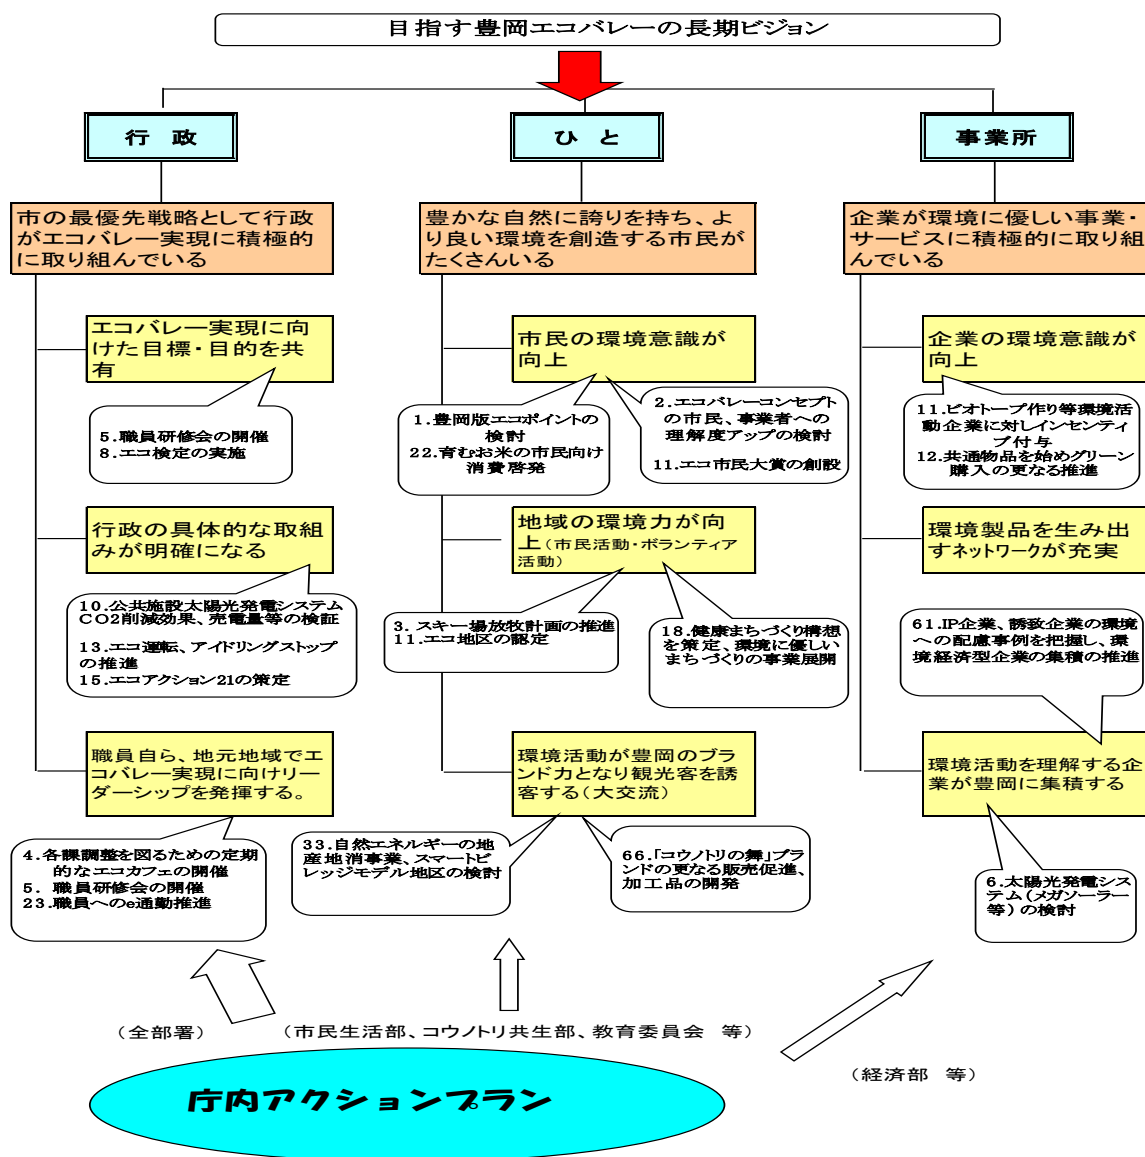 目指す豊岡エコバレーの長期ビジョン
行 政
ひ と
事業所
市の最優先戦略として行政
がエコバレー実現に積極的
に取り組んでいる
豊かな自然に誇りを持ち、よ
り良い環境を創造する市民が
たくさんいる
企業が環境に優しい事業・
サービスに積極的に取り組
んでいる
エコバレー実現に向
けた目標・目的を共
有
市民の環境意識が
向上
企業の環境意識が
向上
5.職員研修会の開催
8.エコ検定の実施
1.豊岡版エコポイントの
検討
22.育むお米の市民向け
消費啓発
2.エコバレーコンセプト
の市民、事業者への
理解度アップの検討
11.エコ市民大賞の創設
11.ビオトープ作り等環境活
動企業に対しインセンティ
ブ付与
12.共通物品を始めグリーン
購入の更なる推進
行政の具体的な取組
みが明確になる
地域の環境力が向
上(市民活動・ボランティア
活動)
環境製品を生み出
すネットワークが充実
10.公共施設太陽光発電システム
CO2削減効果、売電量等の検証
13.エコ運転、アイドリングストップ
の推進
15.エコアクション21の策定
3. スキー場放牧計画の推進
11.エコ地区の認定
18.健康まちづくり構想
を策定、環境に優しい
まちづくりの事業展開
61.IP企業、誘致企業の環境
への配慮事例を把握し、環
境経済型企業の集積の推進
職員自ら、地元地域でエ
コバレー実現に向けリー
ダーシップを発揮する。
環境活動が豊岡のブラ
ンド力となり観光客を誘
客する(大交流)
環境活動を理解する企
業が豊岡に集積する
4.各課調整を図るための定期
的なエコカフェの開催
5. 職員研修会の開催
23.職員へのe通勤推進
33.自然エネルギーの地
産地消事業、スマートビ
レッジモデル地区の検討
66.「コウノトリの舞」ブラ
ンドの更なる販売促進、
加工品の開発
6.太陽光発電シス
テム(メガソーラー
等)の検討
(全部署)
(市民生活部、コウノトリ共生部、教育委員会 等)
(経済部 等)
庁内アクションプラン